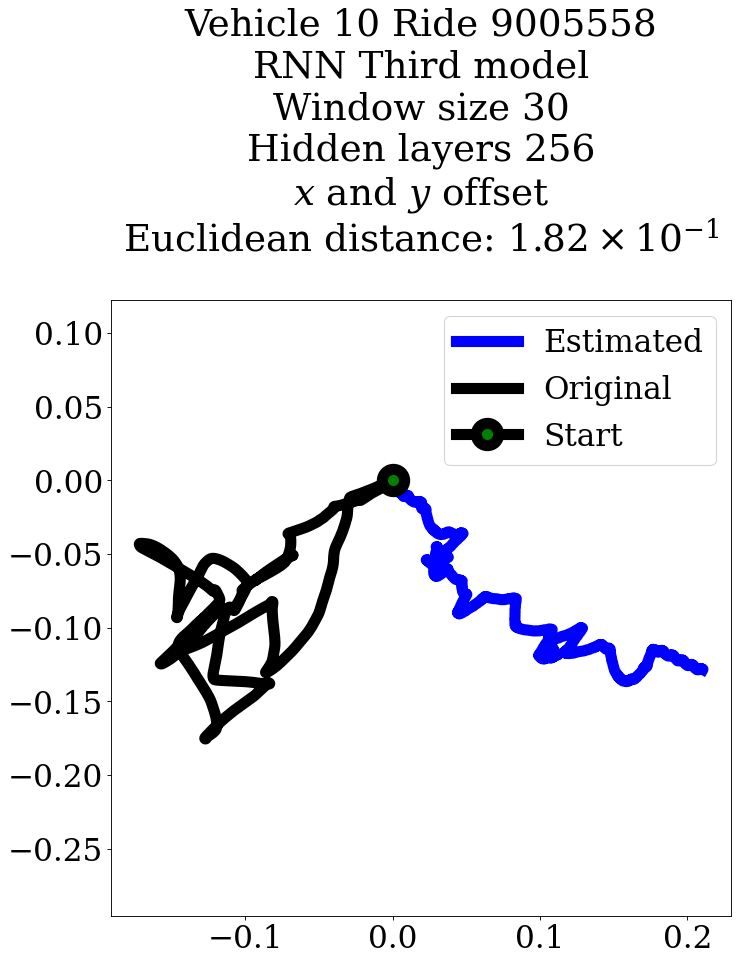 Vehicle 10 Ride 9005558
RNN Third model
Window size 30
Hidden layers 256
x and y offset
Euclidean distance: 1.82 × 10⁻¹
Estimated
Original
Start
0.10
0.05
0.00
−0.05
−0.10
−0.15
−0.20
−0.25
−0.1 0.0 0.1 0.2